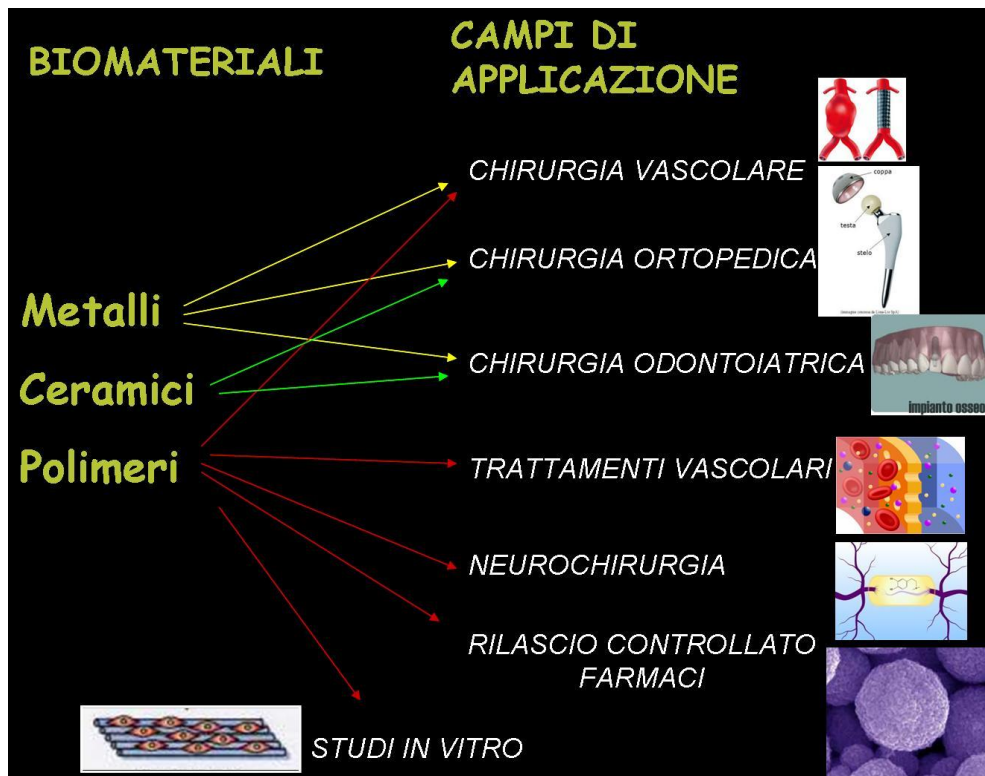 BIOMATERIALI
CAMPI DI
APPLICAZIONE
CHIRURGIA VASCOLARE
coppa
testa
stelo
CHIRURGIA ORTOPEDICA
Metalli
CHIRURGIA ODONTOIATRICA
impianto osseo
Ceramici
Polimeri
TRATTAMENTI VASCOLARI
NEUROCHIRURGIA
RILASCIO CONTROLLATO
FARMACI
STUDI IN VITRO